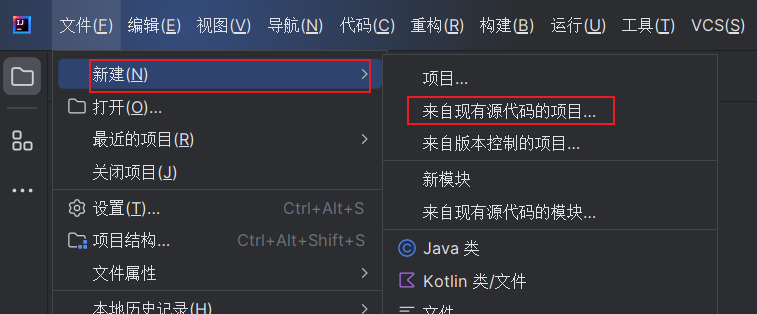 文件(F) 编辑(E) 视图(V) 导航(N) 代码(C) 重构(R) 构建(B) 运行(U) 工具(T) VCS(S)
新建(N)
打开(O)...
最近的项目(R)
关闭项目(J)
设置(T)... Ctrl+Alt+S
项目结构... Ctrl+Alt+Shift+S
文件属性
本地历史记录(H)
项目...
来自现有源代码的项目...
来自版本控制的项目...
新模块
来自现有源代码的模块...
Java 类
Kotlin 类/文件
文件